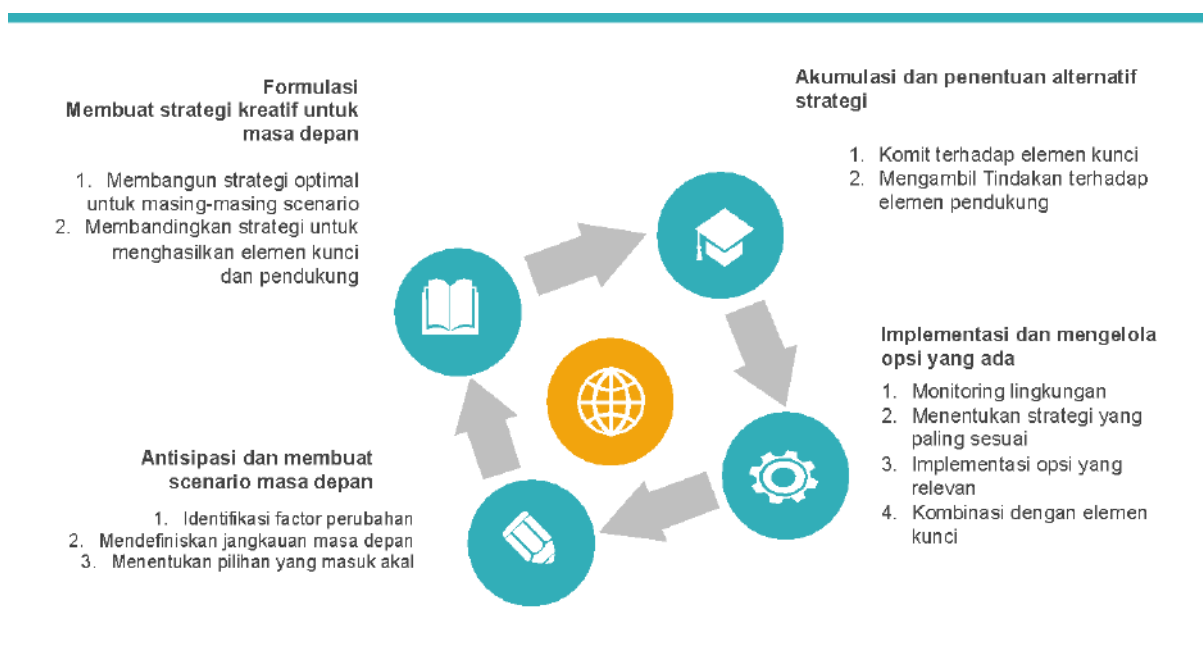 Formulasi
Membuat strategi kreatif untuk
masa depan
1. Membangun strategi optimal
untuk masing-masing scenario
2. Membandingkan strategi untuk
menghasilkan elemen kunci
dan pendukung
Akumulasi dan penentuan alternatif
strategi
1. Komit terhadap elemen kunci
2. Mengambil Tindakan terhadap
elemen pendukung
Implementasi dan mengelola
opsi yang ada
1. Monitoring lingkungan
2. Menentukan strategi yang
paling sesuai
3. Implementasi opsi yang
relevan
4. Kombinasi dengan elemen
kunci
Antisipasi dan membuat
scenario masa depan
1. Identifikasi factor perubahan
2. Mendefiniskan jangkauan masa depan
3. Menentukan pilihan yang masuk akal